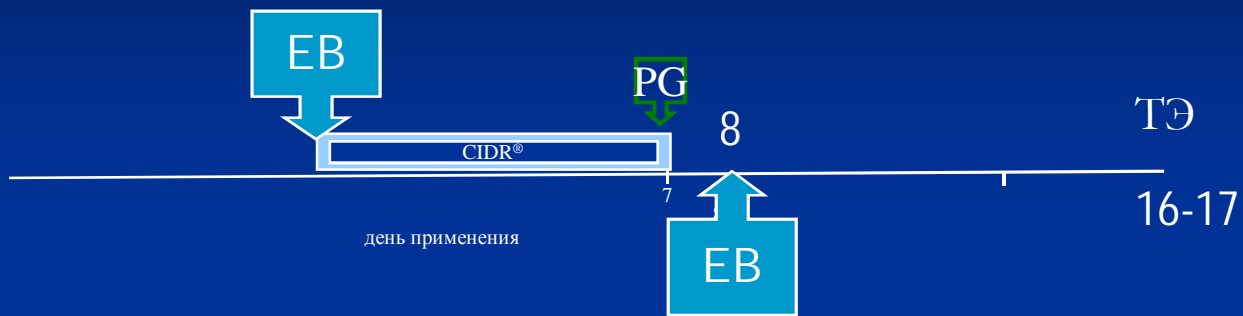 EB
PG
8
ТЭ
CIDR®
7
16-17
день применения
EB